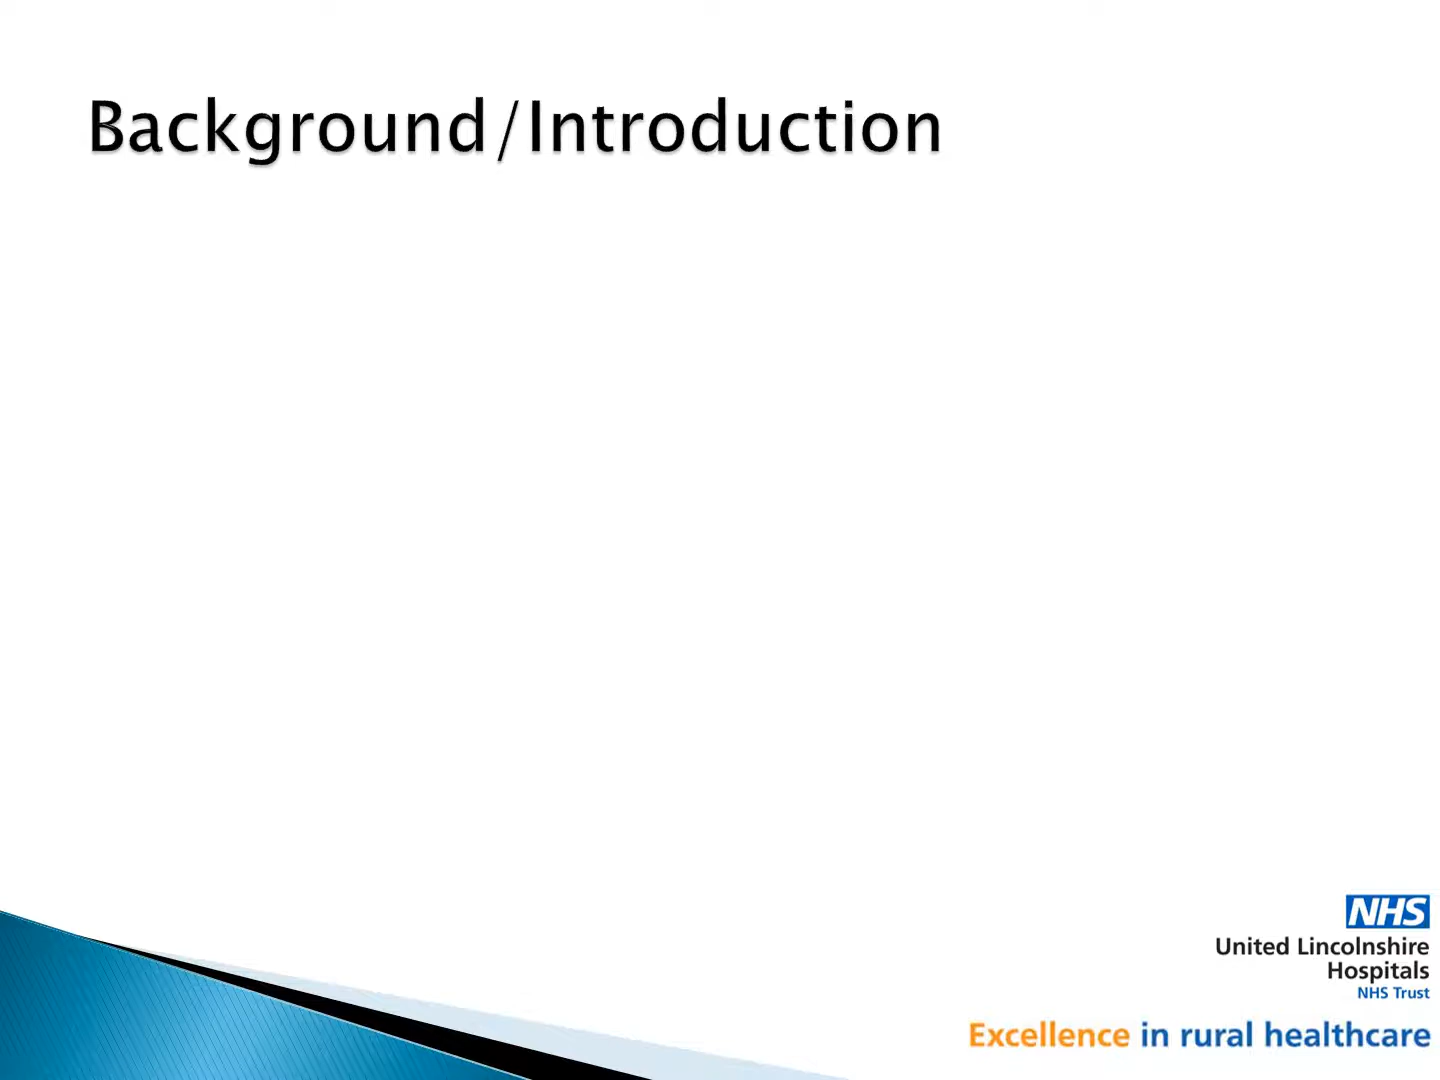 Background/Introduction
NHS
United Lincolnshire
Hospitals
NHS Trust
Excellence in rural healthcare